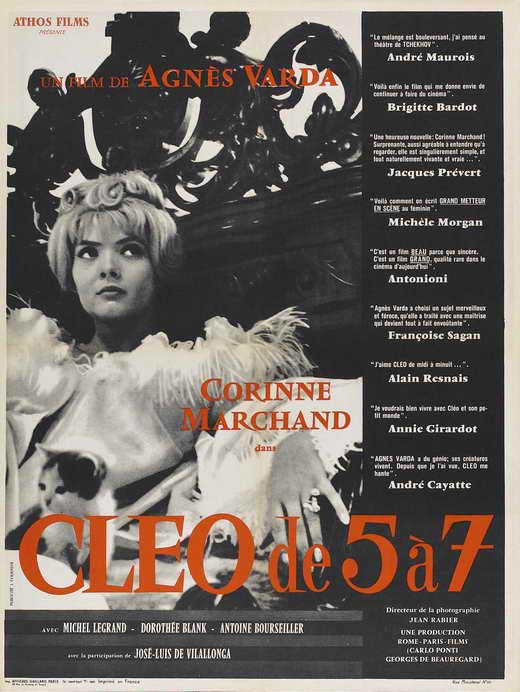 ATHOS FILMS
PRÉSENTE
UN FILM DE AGNÈS VARDA
"Le mélange est bouleversant, j'ai pensé au
théâtre de TCHEKHOV".
André Maurois
"Voilà enfin le film qui me donne envie de
continuer à faire du cinéma".
Brigitte Bardot
"Une heureuse nouvelle: Corinne Marchand!
Surprenante, aussi agréable à entendre qu'à
regarder, elle est singulièrement simple, et
tout naturellement vivante et vraie ...".
Jacques Prévert
"Voilà comment on écrit GRAND METTEUR
EN SCÈNE au féminin".
Michèle Morgan
"C'est un film BEAU parce que sincère.
C'est un film GRAND, qualité rare dans le
cinéma d'aujourd'hui".
Antonioni
"Agnès Varda a choisi un sujet merveilleux
et féroce, qu'elle a traité avec une maîtrise
qui devient tout à fait envoûtante".
Françoise Sagan
"J'aime CLEO de midi à minuit ...".
Alain Resnais
"Je voudrais bien vivre avec Cléo et son pe-
tit monde".
Annie Girardot
"AGNES VARDA a du génie; ses créatures
vivent. Depuis que je l'ai vue, CLEO me
hante".
André Cayatte
CORINNE
MARCHAND
dans
CLEO de 5 à 7
AVEC MICHEL LEGRAND - DOROTHÉE BLANK - ANTOINE BOURSEILLER
avec la participation de JOSÉ-LUIS DE VILALLONGA
Directeur de la photographie
JEAN RABIER
UNE PRODUCTION
ROME-PARIS-FILMS
(CARLO PONTI
GEORGES DE BEAUREGARD)
Imprimé en France